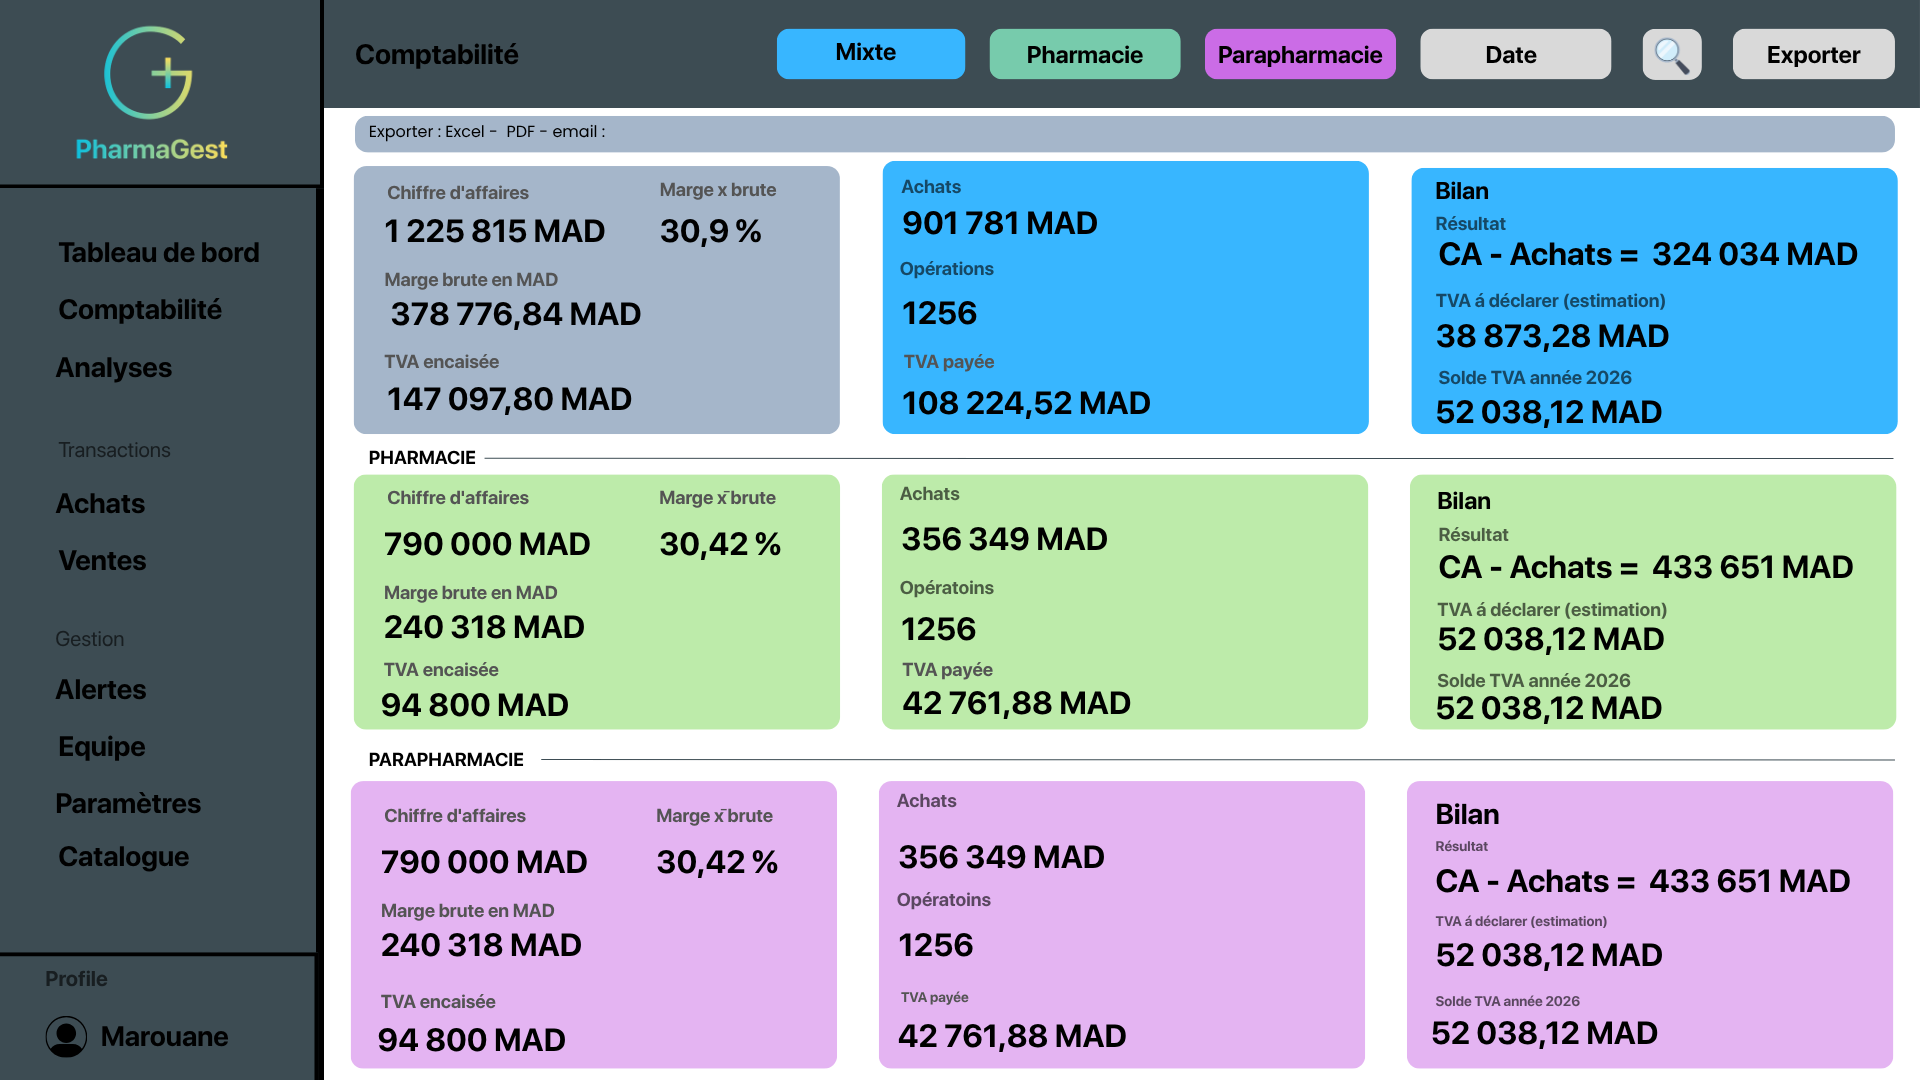 PharmaGest
Tableau de bord
Comptabilité
Analyses
Transactions
Achats
Ventes
Gestion
Alertes
Equipe
Paramètres
Catalogue
Profile
Marouane
Comptabilité
Mixte
Pharmacie
Parapharmacie
Date
Exporter
Exporter : Excel - PDF - email :
Chiffre d'affaires
1 225 815 MAD
Marge x brute
30,9 %
Marge brute en MAD
378 776,84 MAD
TVA encaisée
147 097,80 MAD
Achats
901 781 MAD
Opérations
1256
TVA payée
108 224,52 MAD
Bilan
Résultat
CA - Achats = 324 034 MAD
TVA á déclarer (estimation)
38 873,28 MAD
Solde TVA année 2026
52 038,12 MAD
PHARMACIE
Chiffre d'affaires
790 000 MAD
Marge x̄ brute
30,42 %
Marge brute en MAD
240 318 MAD
TVA encaisée
94 800 MAD
Achats
356 349 MAD
Opératoins
1256
TVA payée
42 761,88 MAD
Bilan
Résultat
CA - Achats = 433 651 MAD
TVA á déclarer (estimation)
52 038,12 MAD
Solde TVA année 2026
52 038,12 MAD
PARAPHARMACIE
Chiffre d'affaires
790 000 MAD
Marge x̄ brute
30,42 %
Marge brute en MAD
240 318 MAD
TVA encaisée
94 800 MAD
Achats
356 349 MAD
Opératoins
1256
TVA payée
42 761,88 MAD
Bilan
Résultat
CA - Achats = 433 651 MAD
TVA á déclarer (estimation)
52 038,12 MAD
Solde TVA année 2026
52 038,12 MAD